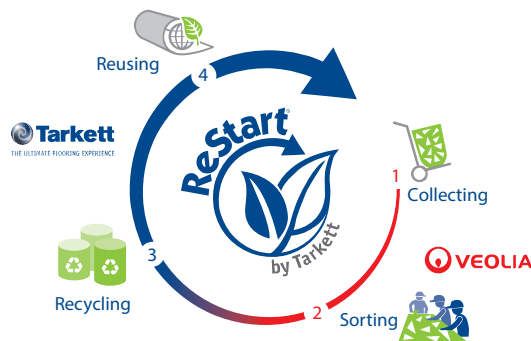 Reusing
4
Tarkett
THE ULTIMATE FLOORING EXPERIENCE
ReStart®
by Tarkett
1
Collecting
VEOLIA
2
Sorting
3
Recycling